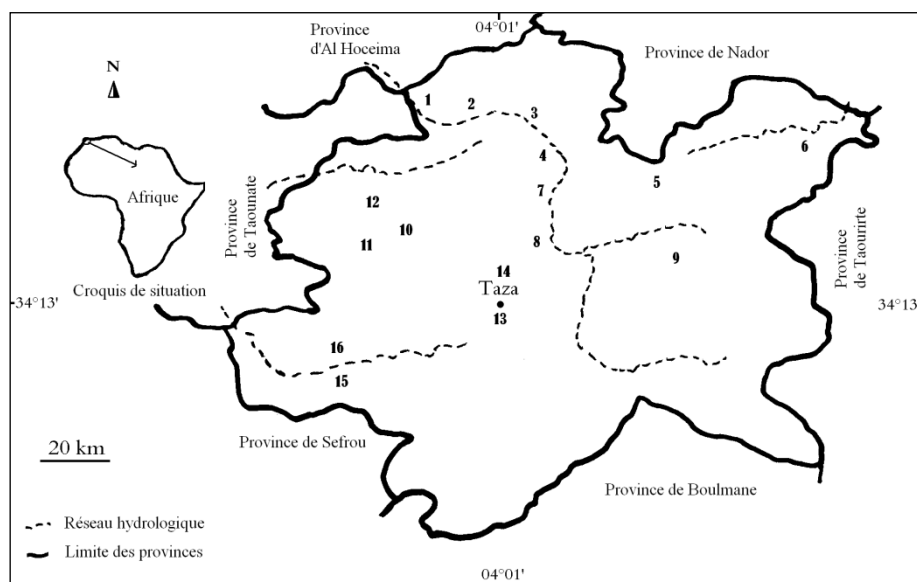 04°01'
Province
d'Al Hoceima
Province de Nador
N
1
2
3
4
5
6
7
8
9
10
11
12
Afrique
Croquis de situation
Province
de Taounate
Province
de Taourirte
14
Taza
13
34°13'
34°13'
16
15
20 km
Province de Sefrou
Province de Boulmane
Réseau hydrologique
Limite des provinces
04°01'